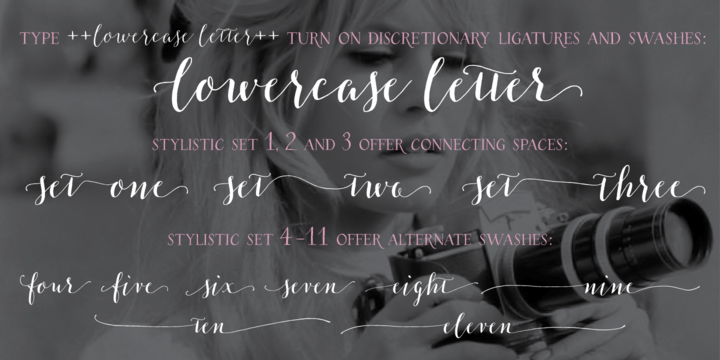 TYPE ++lowercase letter++ TURN ON DISCRETIONARY LIGATURES AND SWASHES:
lowercase letter
STYLISTIC SET 1, 2 AND 3 OFFER CONNECTING SPACES:
set one set two set three
STYLISTIC SET 4-11 OFFER ALTERNATE SWASHES:
four five six seven eight nine
ten eleven